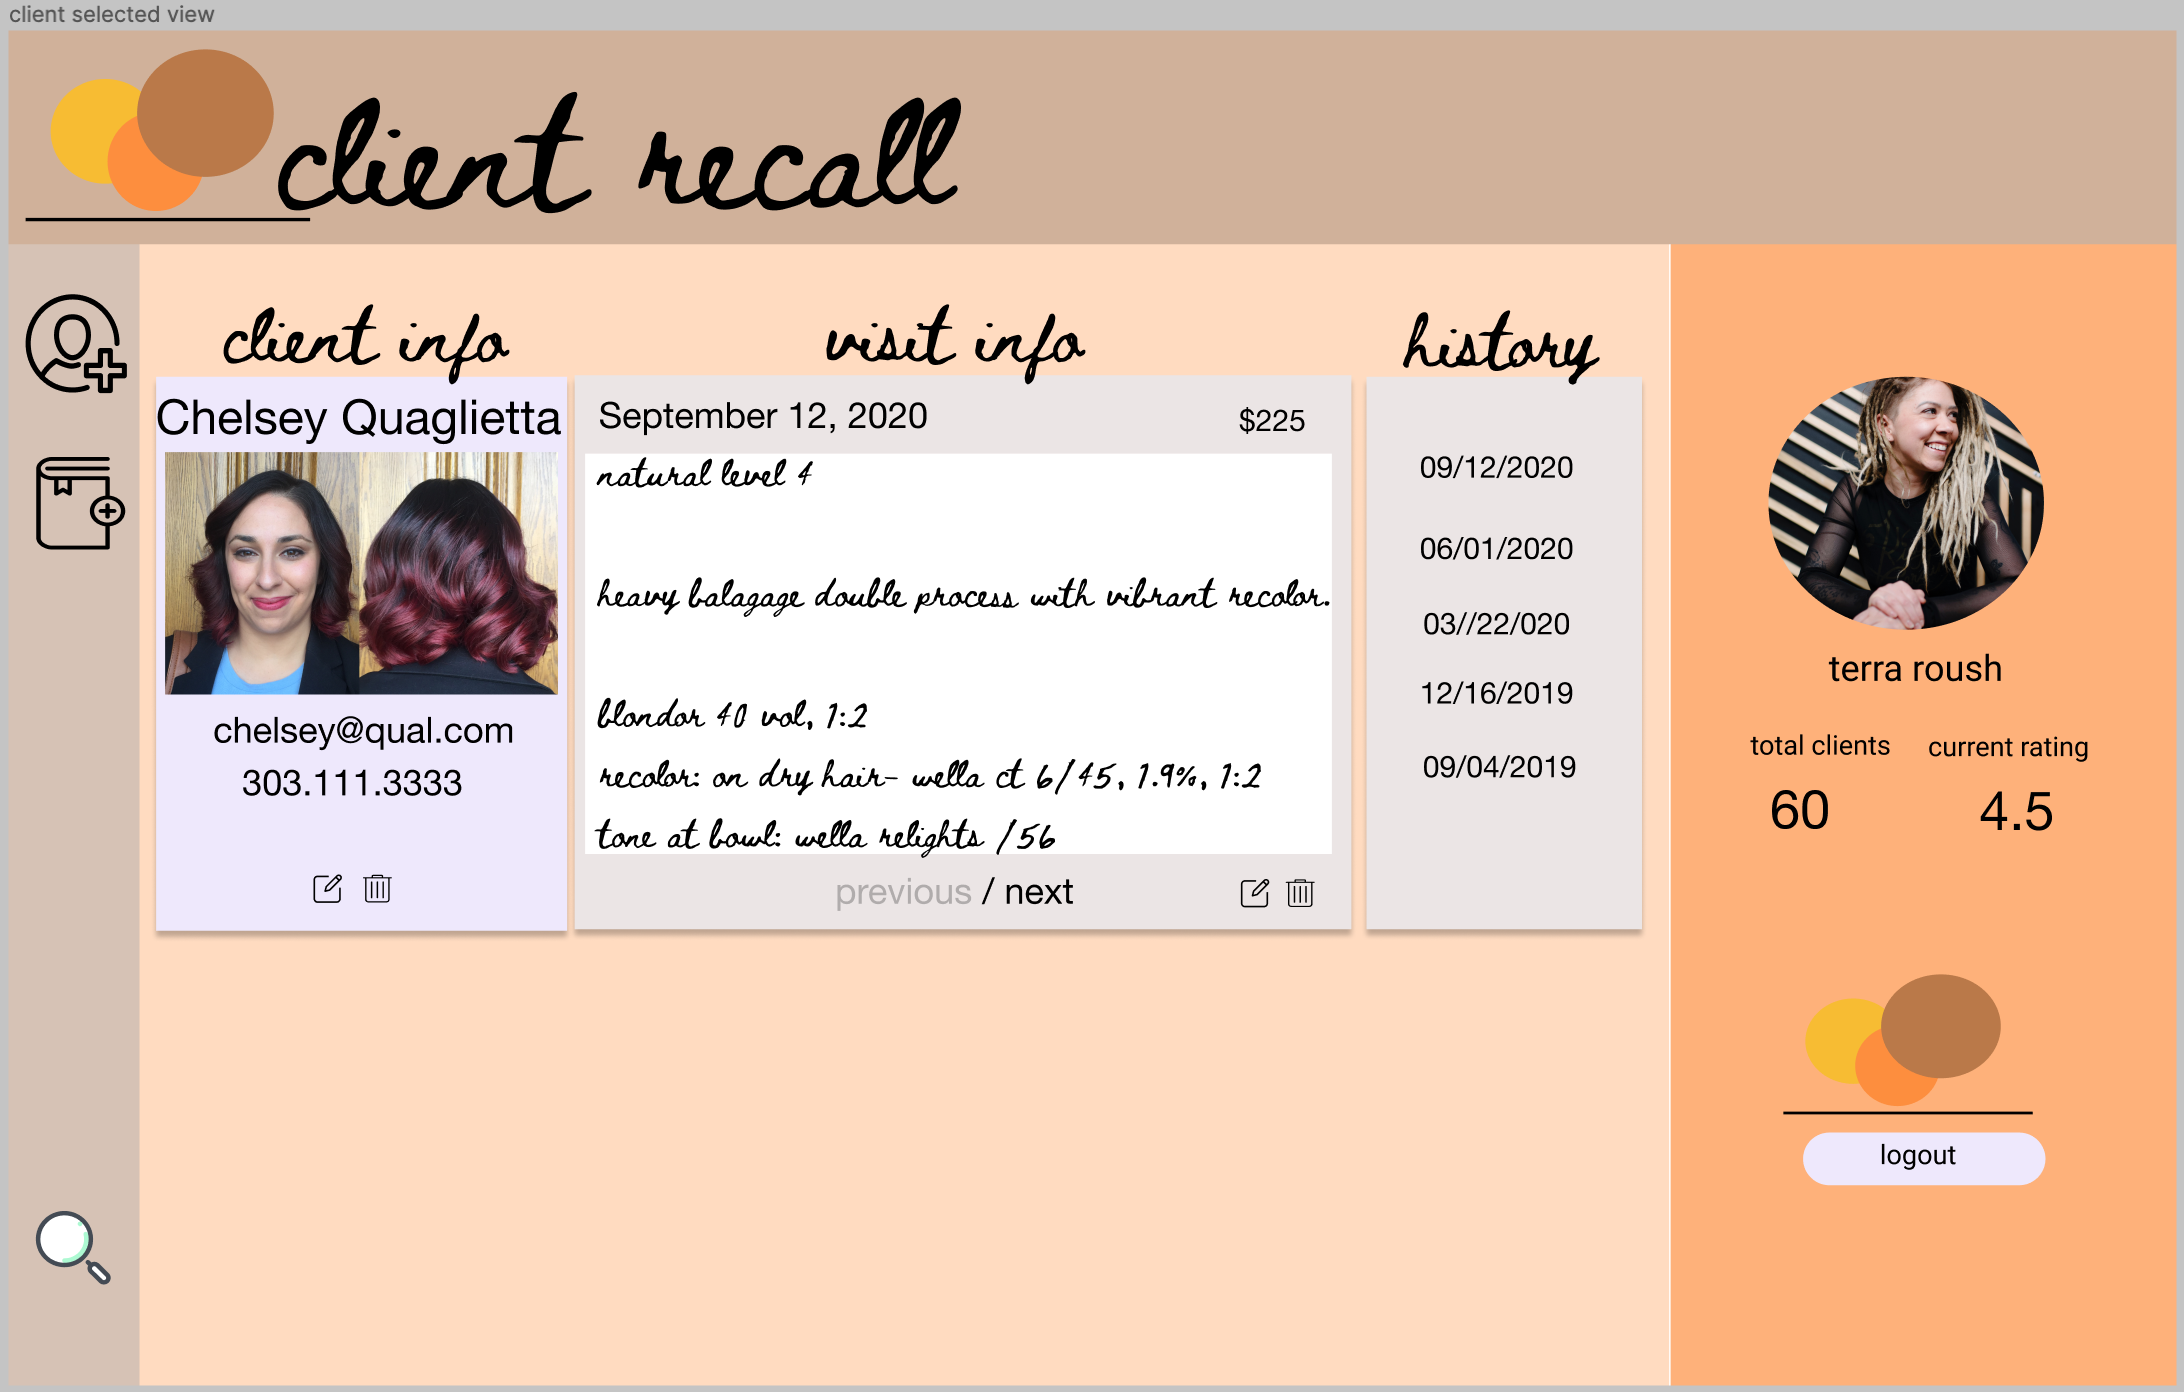 client selected view
client recall
client info
Chelsey Quaglietta
chelsey@qual.com
303.111.3333
visit info
September 12, 2020
$225
natural level 4
heavy balagage double process with vibrant recolor.
blondor 40 vol, 1:2
recolor: on dry hair- wella ct 6/45, 1.9%, 1:2
tone at bowl: wella relights /56
previous / next
history
09/12/2020
06/01/2020
03//22/020
12/16/2019
09/04/2019
terra roush
total clients
60
current rating
4.5
logout